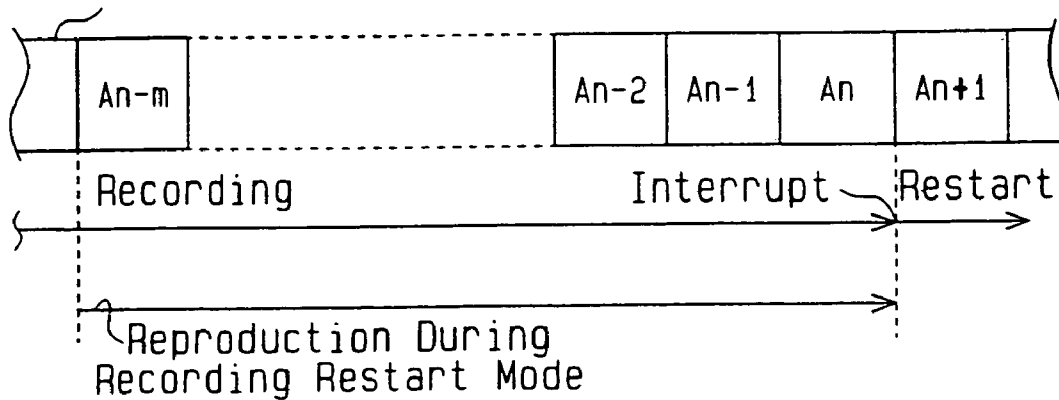 An-m An-2 An-1 An An+1
Recording Interrupt Restart
Reproduction During
Recording Restart Mode